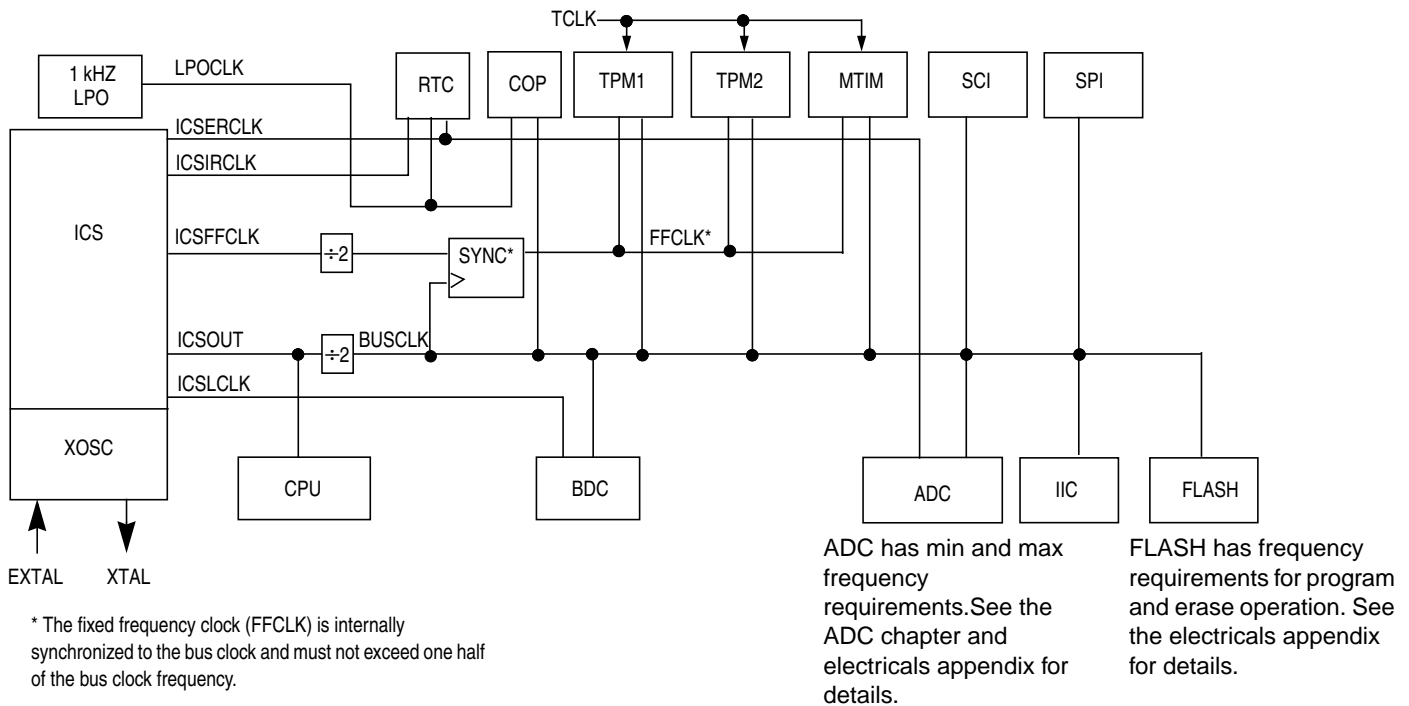 TCLK
1 kHZ
LPO
LPOCLK
RTC
COP
TPM1
TPM2
MTIM
SCI
SPI
ICSERCLK
ICSIRCLK
ICS
ICSFFCLK
÷2
SYNC*
FFCLK*
ICSOUT
÷2
BUSCLK
ICSLCLK
XOSC
CPU
BDC
ADC
IIC
FLASH
EXTAL
XTAL
* The fixed frequency clock (FFCLK) is internally
synchronized to the bus clock and must not exceed one half
of the bus clock frequency.
ADC has min and max
frequency
requirements.See the
ADC chapter and
electricals appendix for
details.
FLASH has frequency
requirements for program
and erase operation. See
the electricals appendix
for details.